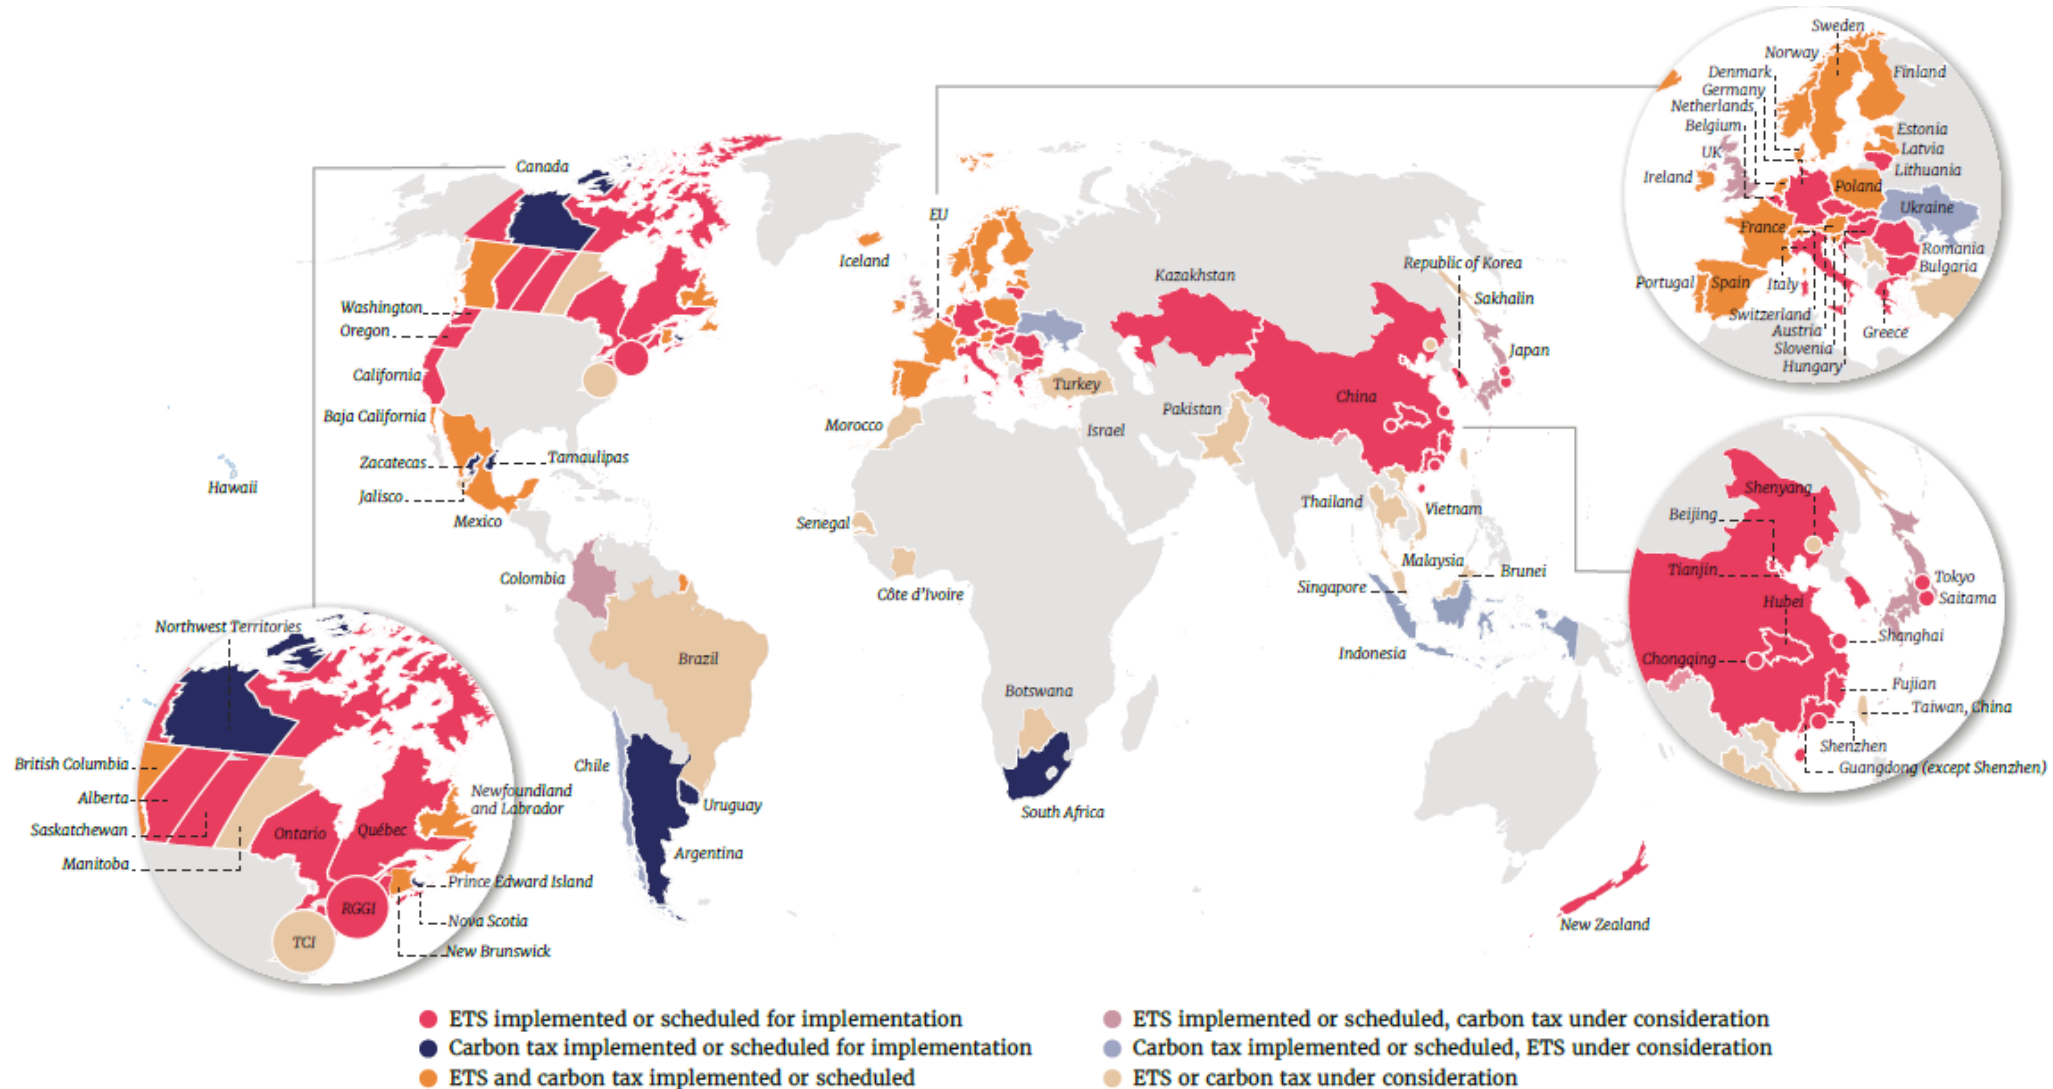 Sweden
Norway
Denmark
Finland
Germany
Netherlands
Belgium
Estonia
UK
Latvia
Lithuania
Ireland
Poland
Ukraine
France
Romania
Bulgaria
Portugal
Spain
Italy
Switzerland
Austria
Greece
Slovenia
Hungary
Canada
EU
Iceland
Kazakhstan
Republic of Korea
Sakhalin
Washington
Oregon
Japan
California
Turkey
China
Baja California
Morocco
Pakistan
Israel
Zacatecas
Tamaulipas
Hawaii
Jalisco
Mexico
Senegal
Thailand
Vietnam
Colombia
Côte d'Ivoire
Malaysia
Brunei
Singapore
Indonesia
Brazil
Botswana
Chile
Uruguay
South Africa
Argentina
New Zealand
Shenyang
Beijing
Tianjin
Tokyo
Saitama
Hubei
Shanghai
Chongqing
Fujian
Taiwan, China
Shenzhen
Guangdong (except Shenzhen)
Northwest Territories
British Columbia
Alberta
Saskatchewan
Manitoba
Ontario
Québec
Newfoundland
and Labrador
Prince Edward Island
RGGI
Nova Scotia
TCI
New Brunswick
ETS implemented or scheduled for implementation
Carbon tax implemented or scheduled for implementation
ETS and carbon tax implemented or scheduled
ETS implemented or scheduled, carbon tax under consideration
Carbon tax implemented or scheduled, ETS under consideration
ETS or carbon tax under consideration